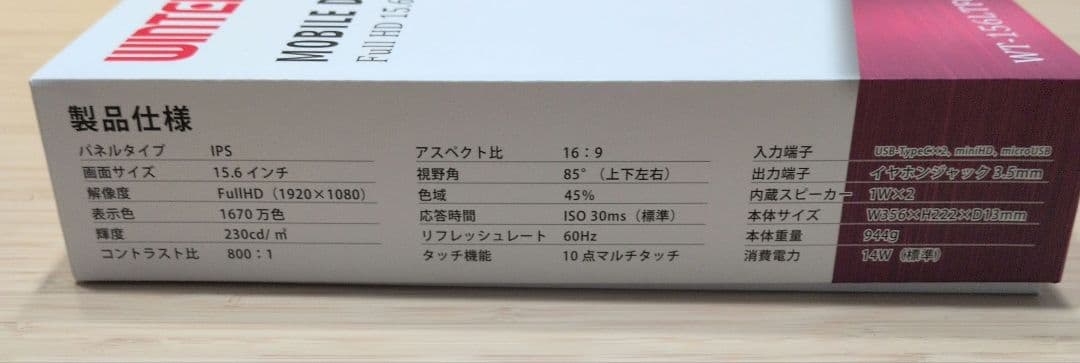 WINTEN
MOBILE D
Full HD 15.6
WT-156LTP
製品仕様
パネルタイプ IPS
画面サイズ 15.6 インチ
解像度 FullHD（1920×1080）
表示色 1670 万色
輝度 230cd/ ㎡
コントラスト比 800：1
アスペクト比 16：9
視野角 85°（上下左右）
色域 45%
応答時間 ISO 30ms（標準）
リフレッシュレート 60Hz
タッチ機能 10 点マルチタッチ
入力端子 USB-TypeC×2、miniHD、microUSB
出力端子 イヤホンジャック 3.5mm
内蔵スピーカー 1W×2
本体サイズ W356×H222×D13mm
本体重量 944g
消費電力 14W（標準）